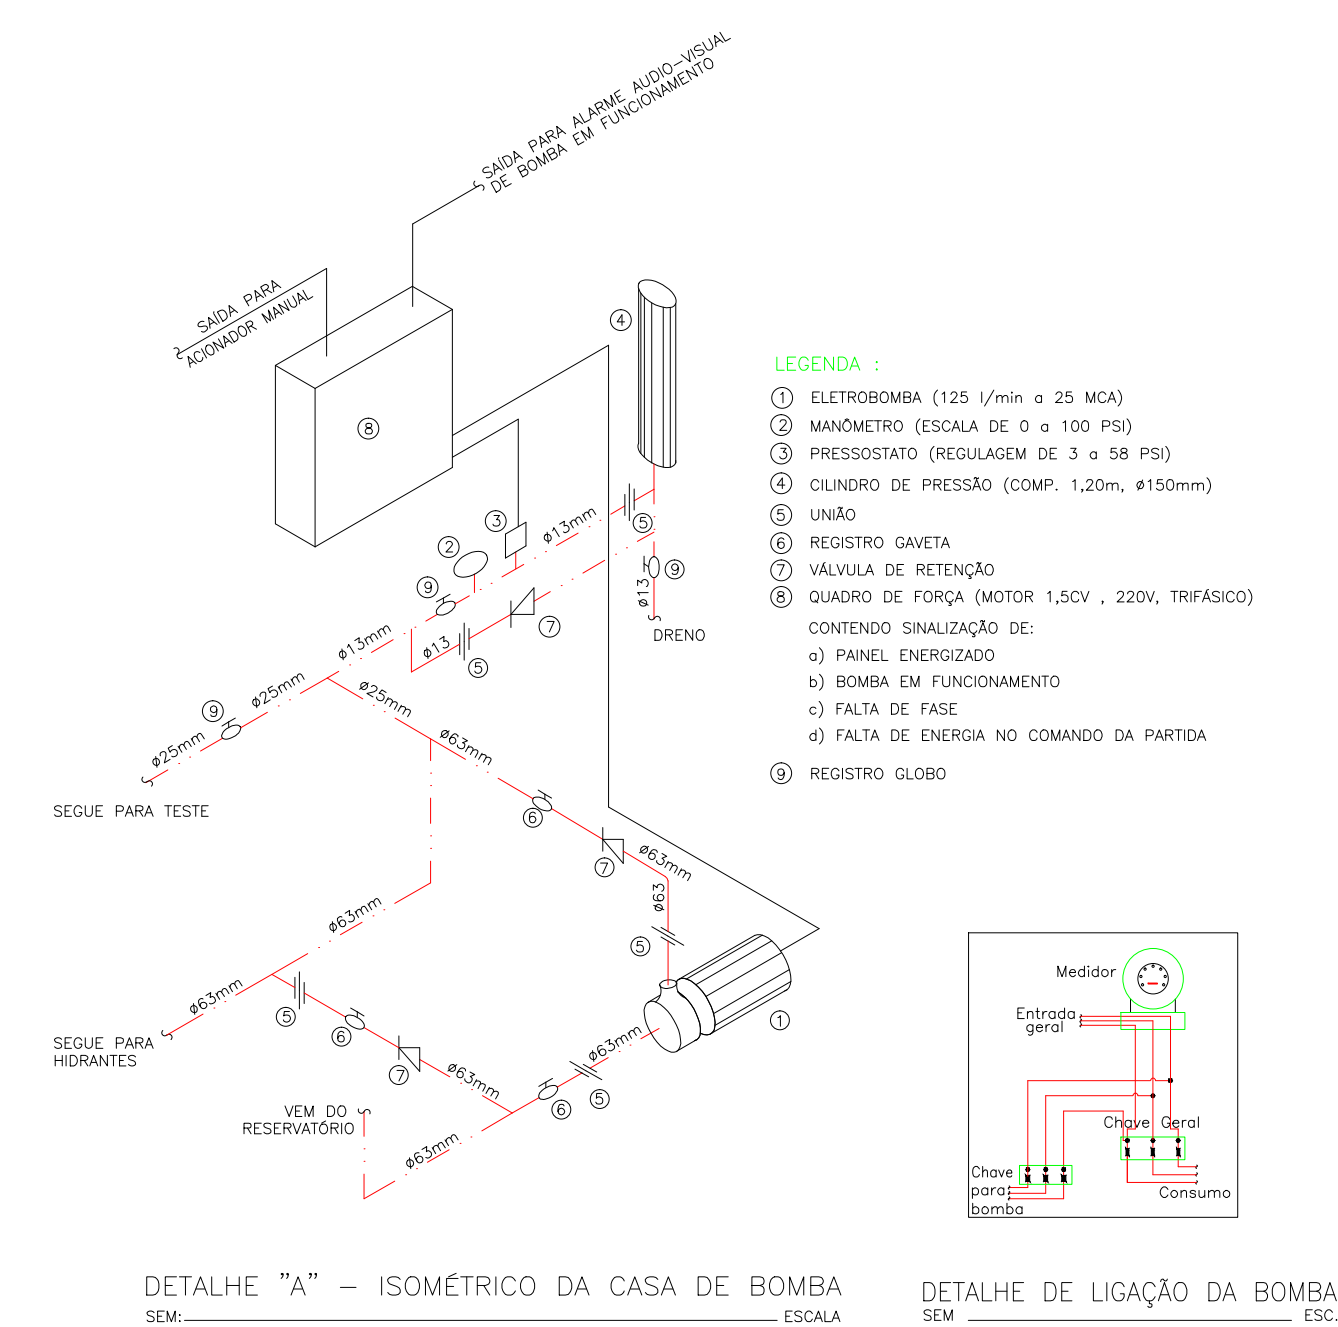 SAÍDA PARA ALARME AUDIO-VISUAL
DE BOMBA EM FUNCIONAMENTO
SAÍDA PARA
ACIONADOR MANUAL
4
8
3
2
9
5
9
ø13mm
ø13
DRENO
7
ø13mm
ø13
5
9
ø25mm
ø25mm
ø25mm
SEGUE PARA TESTE
ø63mm
6
7
ø63mm
ø63
5
1
ø63mm
ø63mm
SEGUE PARA
HIDRANTES
5
6
7
ø63mm
ø63mm
5
6
VEM DO
RESERVATÓRIO
ø63mm
LEGENDA :
1 ELETROBOMBA (125 l/min a 25 MCA)
2 MANÔMETRO (ESCALA DE 0 a 100 PSI)
3 PRESSOSTATO (REGULAGEM DE 3 a 58 PSI)
4 CILINDRO DE PRESSÃO (COMP. 1,20m, ø150mm)
5 UNIÃO
6 REGISTRO GAVETA
7 VÁLVULA DE RETENÇÃO
8 QUADRO DE FORÇA (MOTOR 1,5CV , 220V, TRIFÁSICO)
CONTENDO SINALIZAÇÃO DE:
a) PAINEL ENERGIZADO
b) BOMBA EM FUNCIONAMENTO
c) FALTA DE FASE
d) FALTA DE ENERGIA NO COMANDO DA PARTIDA
9 REGISTRO GLOBO
Medidor
Entrada
geral
Chave Geral
Chave
para
bomba
Consumo
DETALHE "A" – ISOMÉTRICO DA CASA DE BOMBA
SEM: ESCALA
DETALHE DE LIGAÇÃO DA BOMBA
SEM ESC.